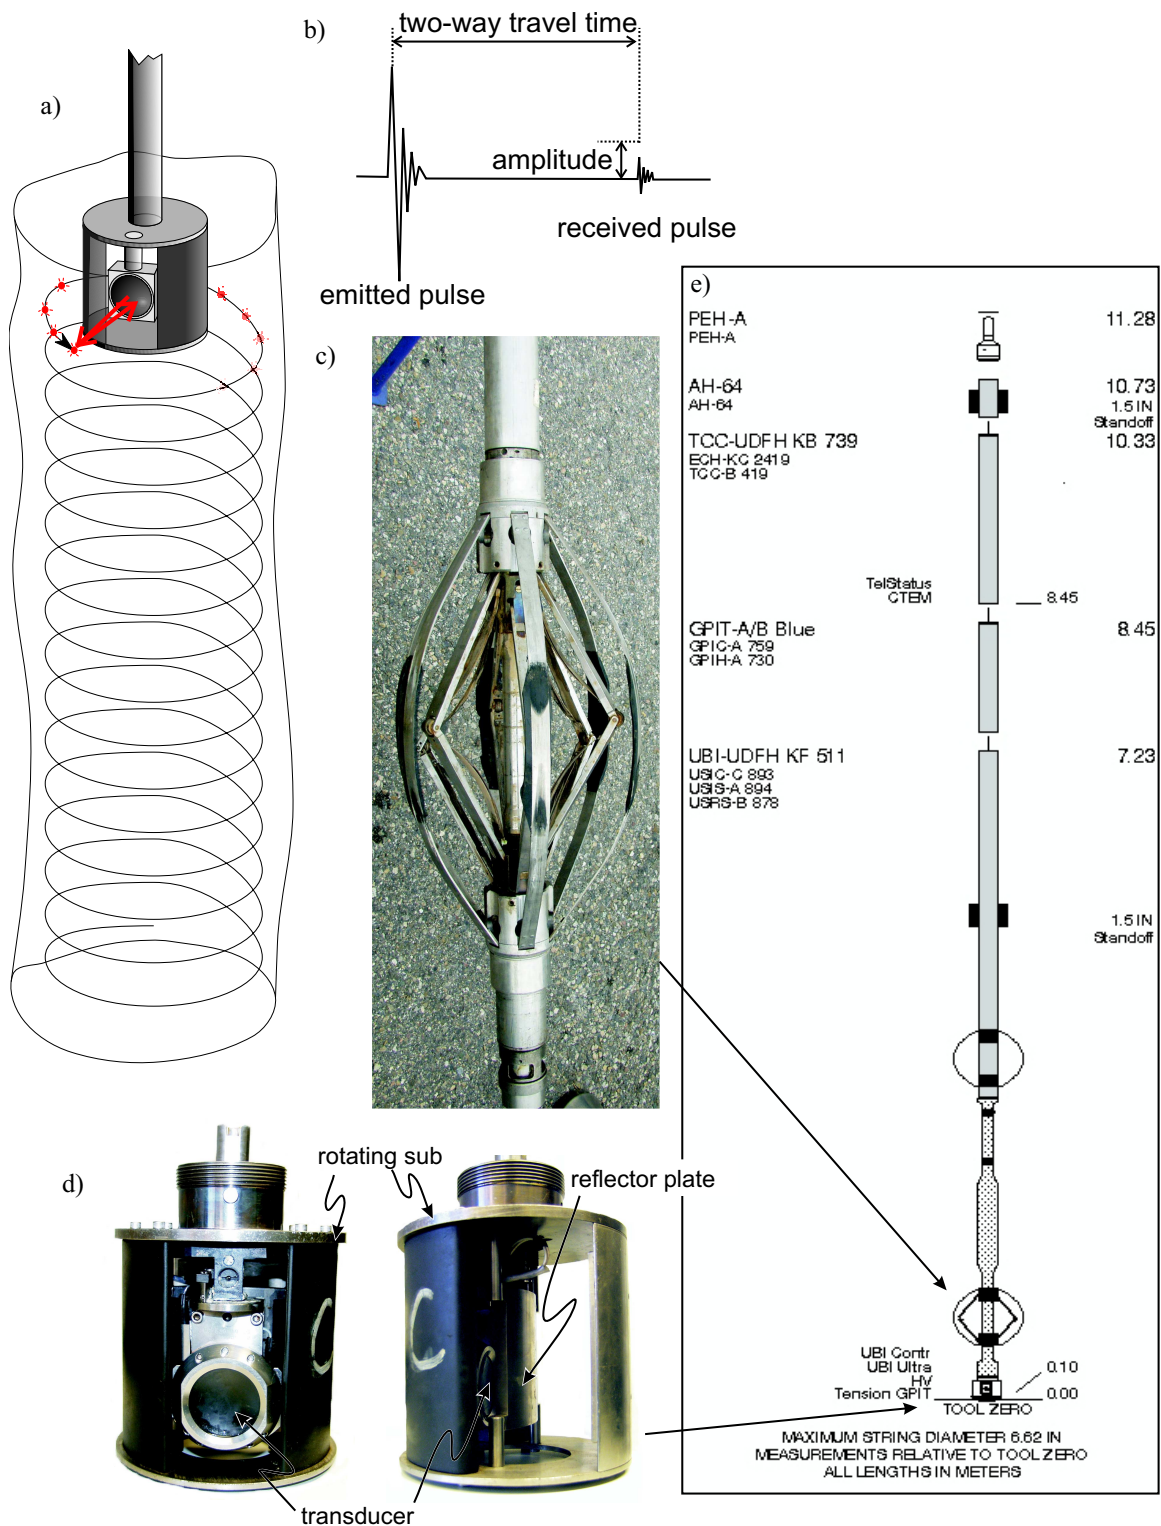 a)
b)
two-way travel time
amplitude
received pulse
emitted pulse
c)
d)
rotating sub
reflector plate
transducer
C
e)
PEH-A 11.28
PEH-A
AH-64 10.73
AH-64 1.5 IN
Standoff
TCC-UDFH KB 739 10.33
ECH-KC 2419
TCC-B 419
TelStatus
CTEM 8.45
GPIT-A/B Blue 8.45
GPIC-A 759
GPIH-A 730
UBI-UDFH KF 511 7.23
USIC-C 893
USIS-A 894
USRS-B 878
1.5 IN
Standoff
UBI Contr
UBI Ultra 0.10
HV
Tension GPIT 0.00
TOOL ZERO
MAXIMUM STRING DIAMETER 6.62 IN
MEASUREMENTS RELATIVE TO TOOL ZERO
ALL LENGTHS IN METERS